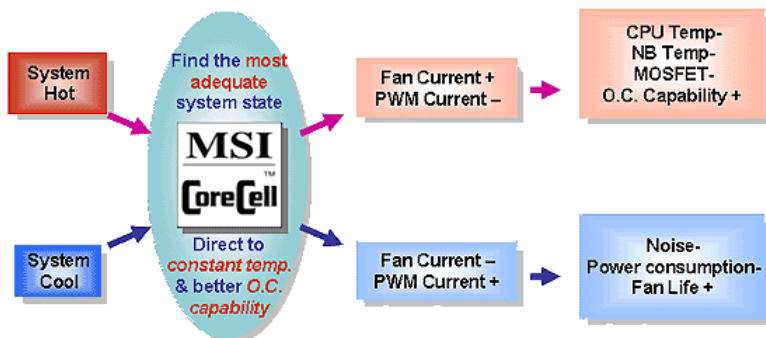 System
Hot
Find the most
adequate
system state
MSI
CoreCell™
Direct to
constant temp.
& better O.C.
capability
System
Cool
Fan Current +
PWM Current –
CPU Temp-
NB Temp-
MOSFET-
O.C. Capability +
Fan Current –
PWM Current +
Noise-
Power consumption-
Fan Life +